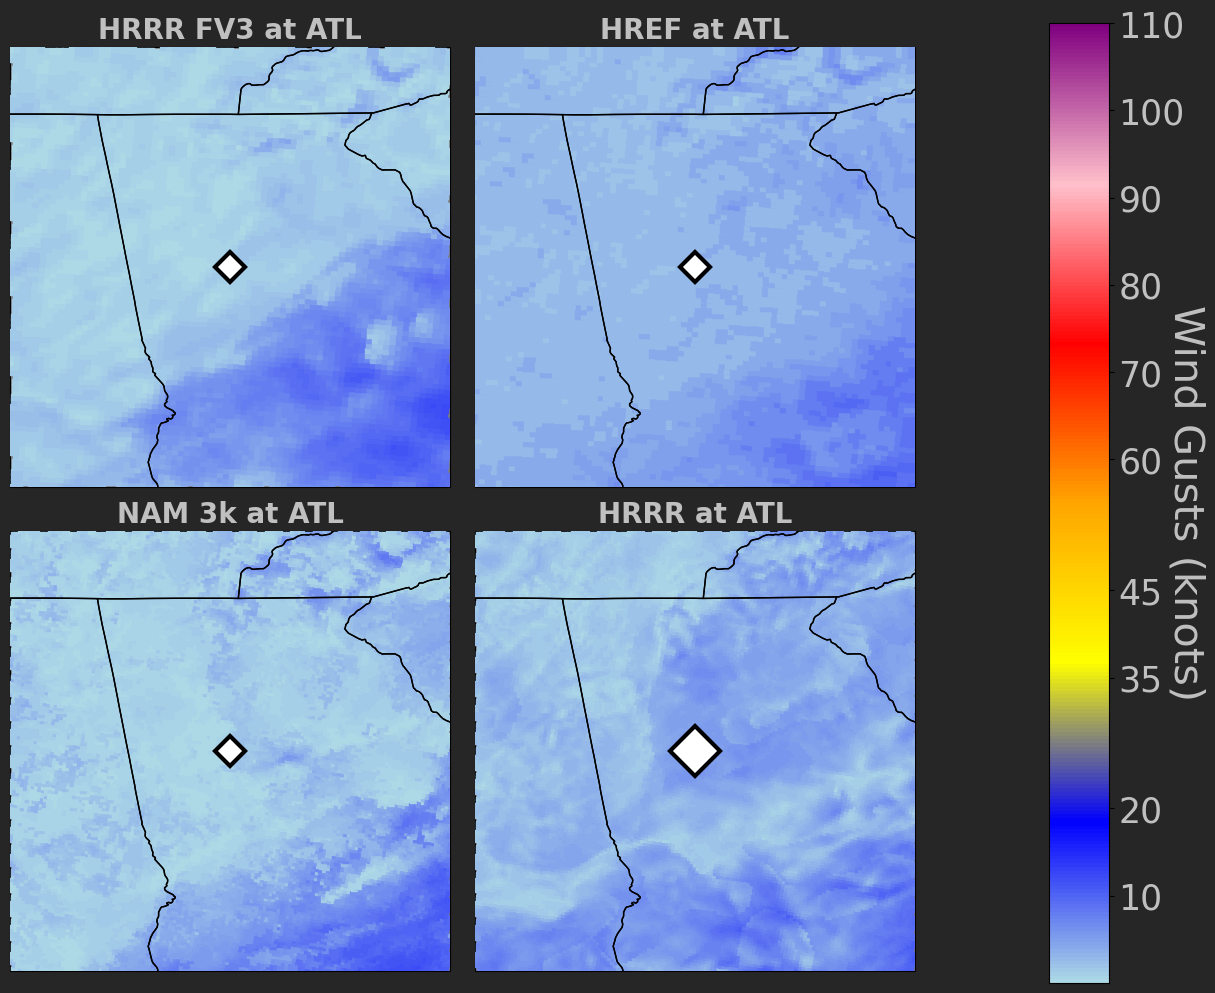 HRRR FV3 at ATL
HREF at ATL
NAM 3k at ATL
HRRR at ATL
110
100
90
80
70
60
45
35
20
10
Wind Gusts (knots)